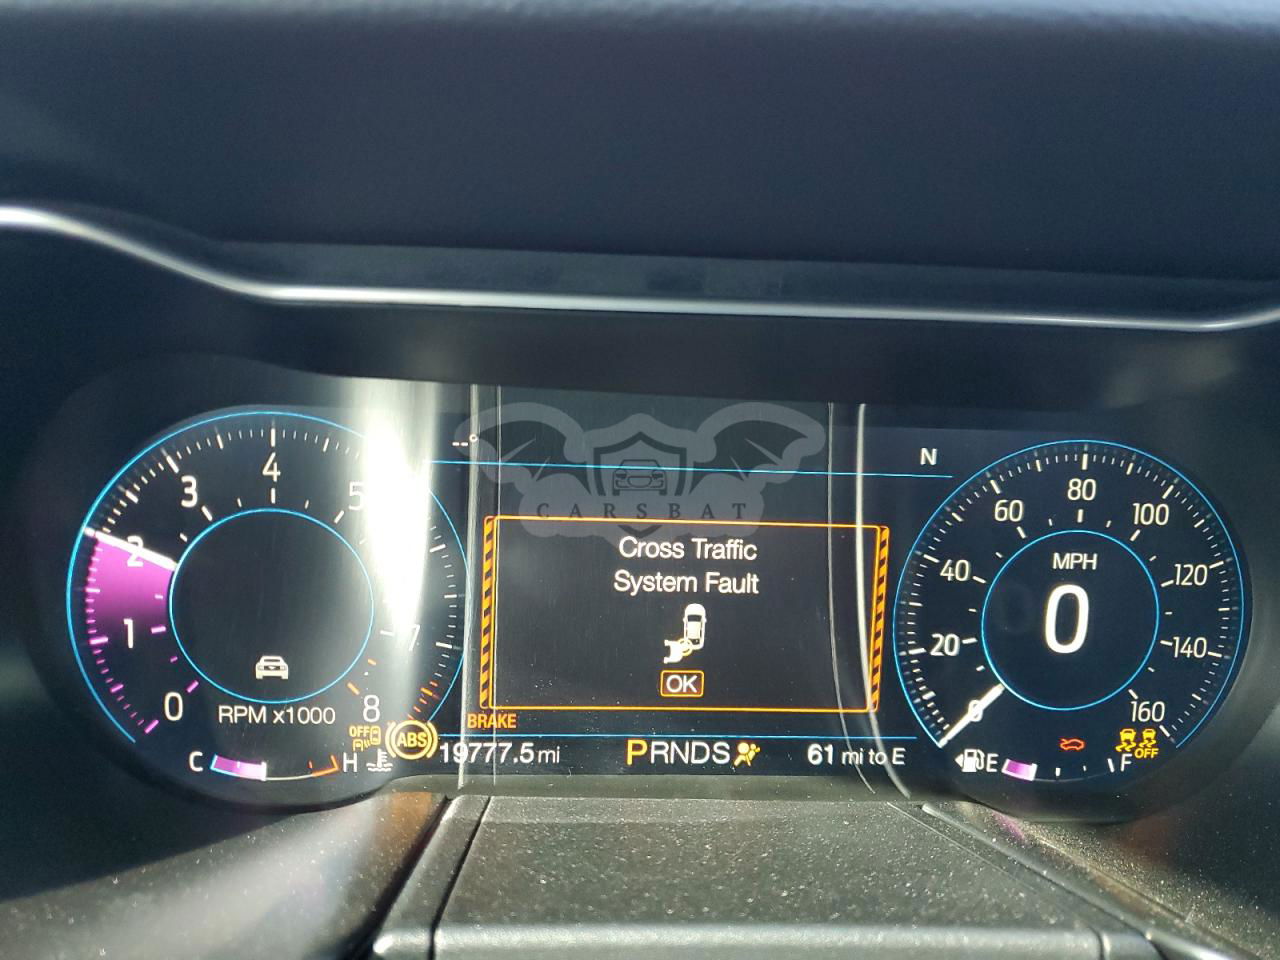 --°
N
CARSBAT
Cross Traffic
System Fault
OK
0 1 2 3 4 5 7 8
RPM x1000
0 20 40 60 80 100 120 140 160
MPH
0
OFF
ABS
BRAKE
C H
19777.5 mi
PRNDS
61 mi to E
E F
OFF